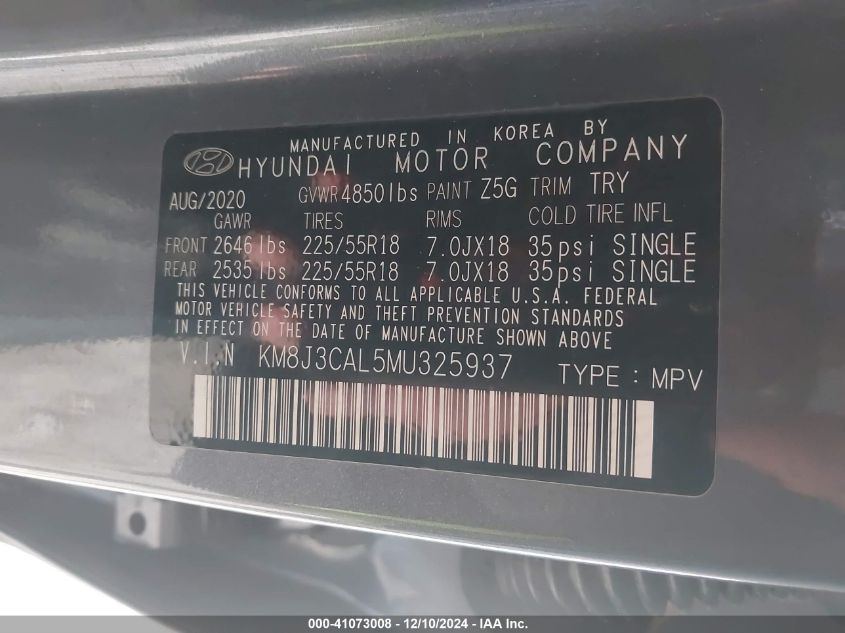 MANUFACTURED IN KOREA BY
HYUNDAI MOTOR COMPANY
AUG/2020 GVWR 4850lbs PAINT Z5G TRIM TRY
GAWR TIRES RIMS COLD TIRE INFL
FRONT 2646lbs 225/55R18 7.0JX18 35psi SINGLE
REAR 2535lbs 225/55R18 7.0JX18 35psi SINGLE
THIS VEHICLE CONFORMS TO ALL APPLICABLE U.S.A. FEDERAL
MOTOR VEHICLE SAFETY AND THEFT PREVENTION STANDARDS
IN EFFECT ON THE DATE OF MANUFACTURE SHOWN ABOVE
V.I.N KM8J3CAL5MU325937 TYPE : MPV
000-41073008 - 12/10/2024 - IAA Inc.